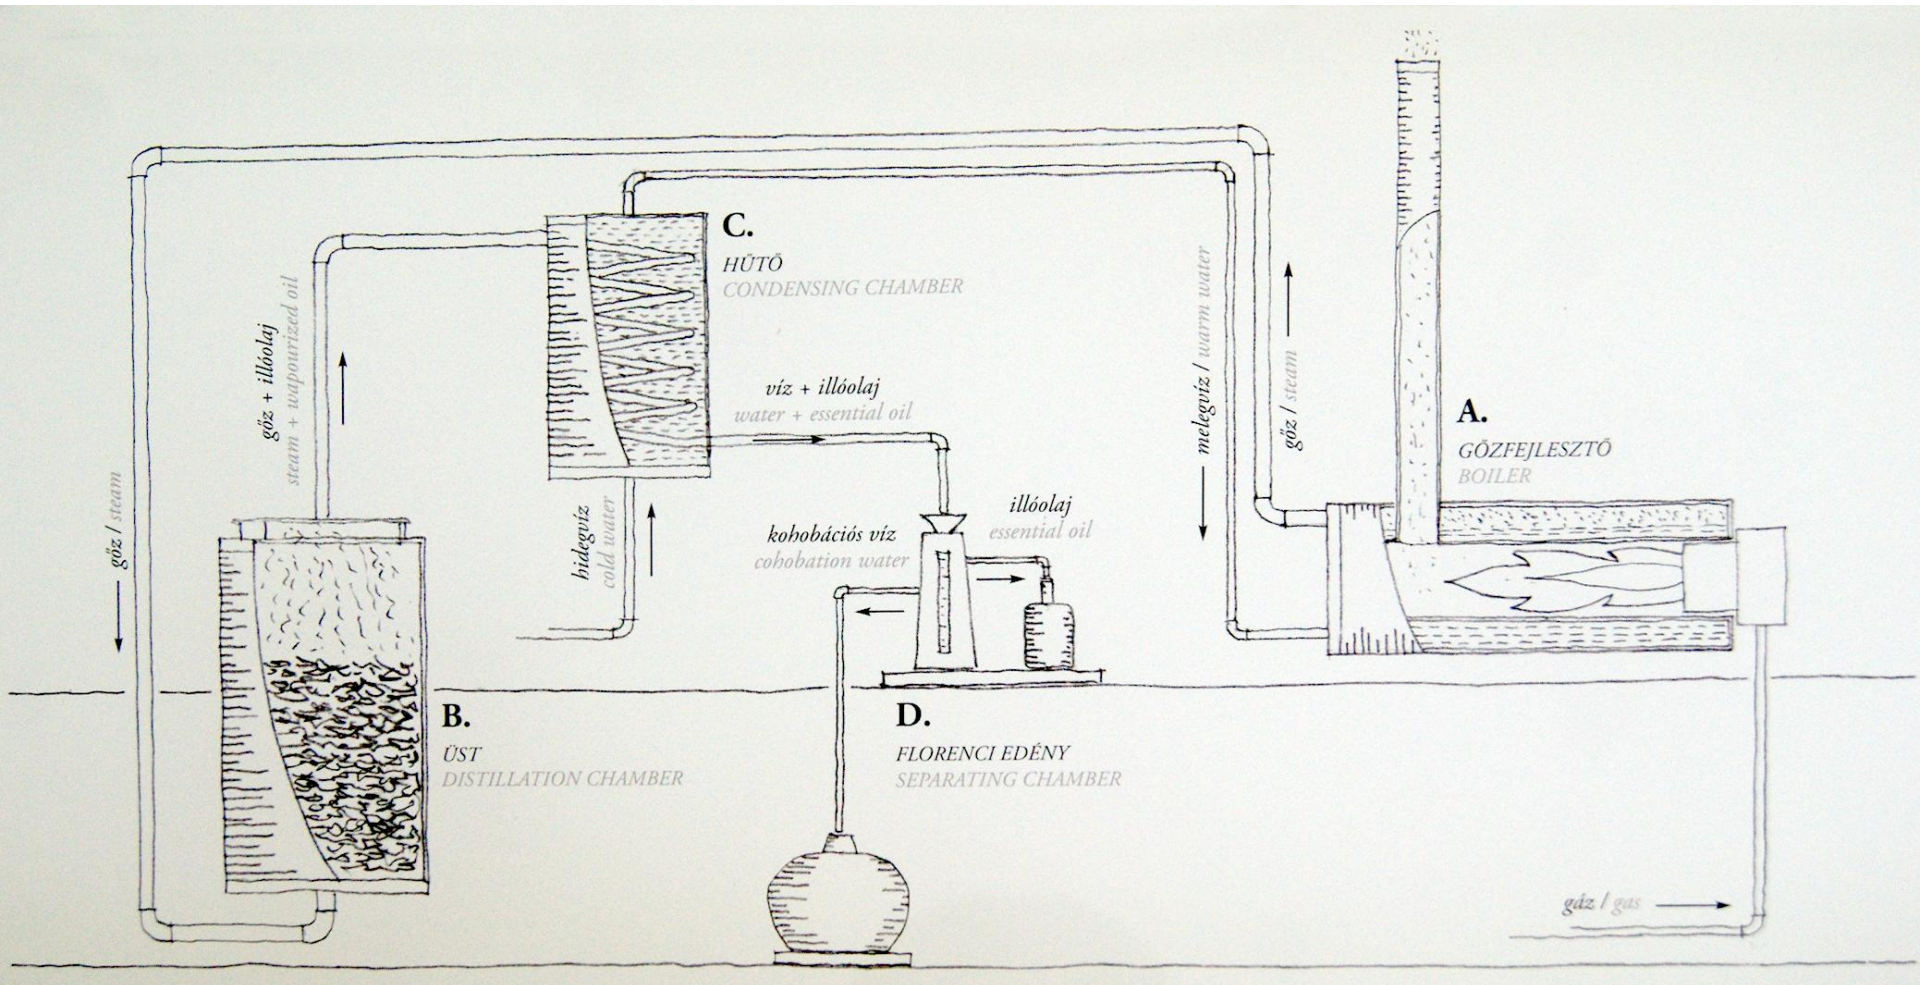 C.
HŰTŐ
CONDENSING CHAMBER
gőz + illóolaj
steam + wapourized oil
víz + illóolaj
water + essential oil
melegvíz / warm water
gőz / steam
A.
GŐZFEJLESZTŐ
BOILER
gőz / steam
hidegvíz
cold water
kohobációs víz
cohobation water
illóolaj
essential oil
B.
ÜST
DISTILLATION CHAMBER
D.
FLORENCI EDÉNY
SEPARATING CHAMBER
gáz / gas